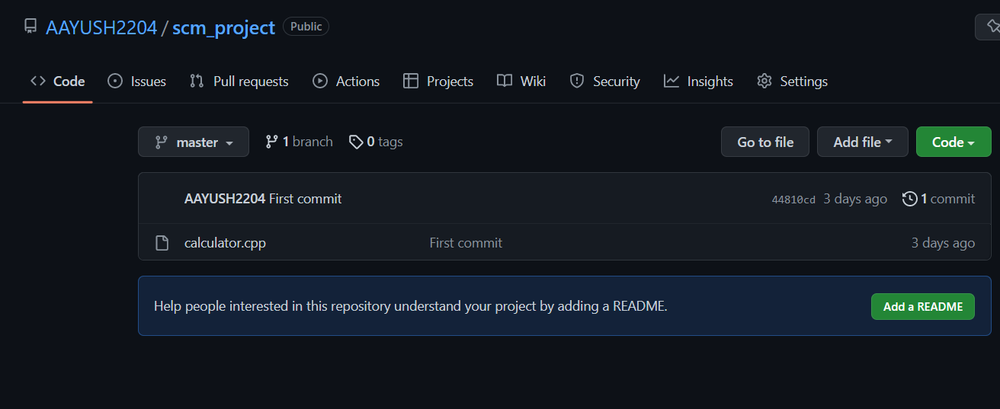 AAYUSH2204 / scm_project Public
Code Issues Pull requests Actions Projects Wiki Security Insights Settings
master 1 branch 0 tags Go to file Add file Code
AAYUSH2204 First commit 44810cd 3 days ago 1 commit
calculator.cpp First commit 3 days ago
Help people interested in this repository understand your project by adding a README. Add a README